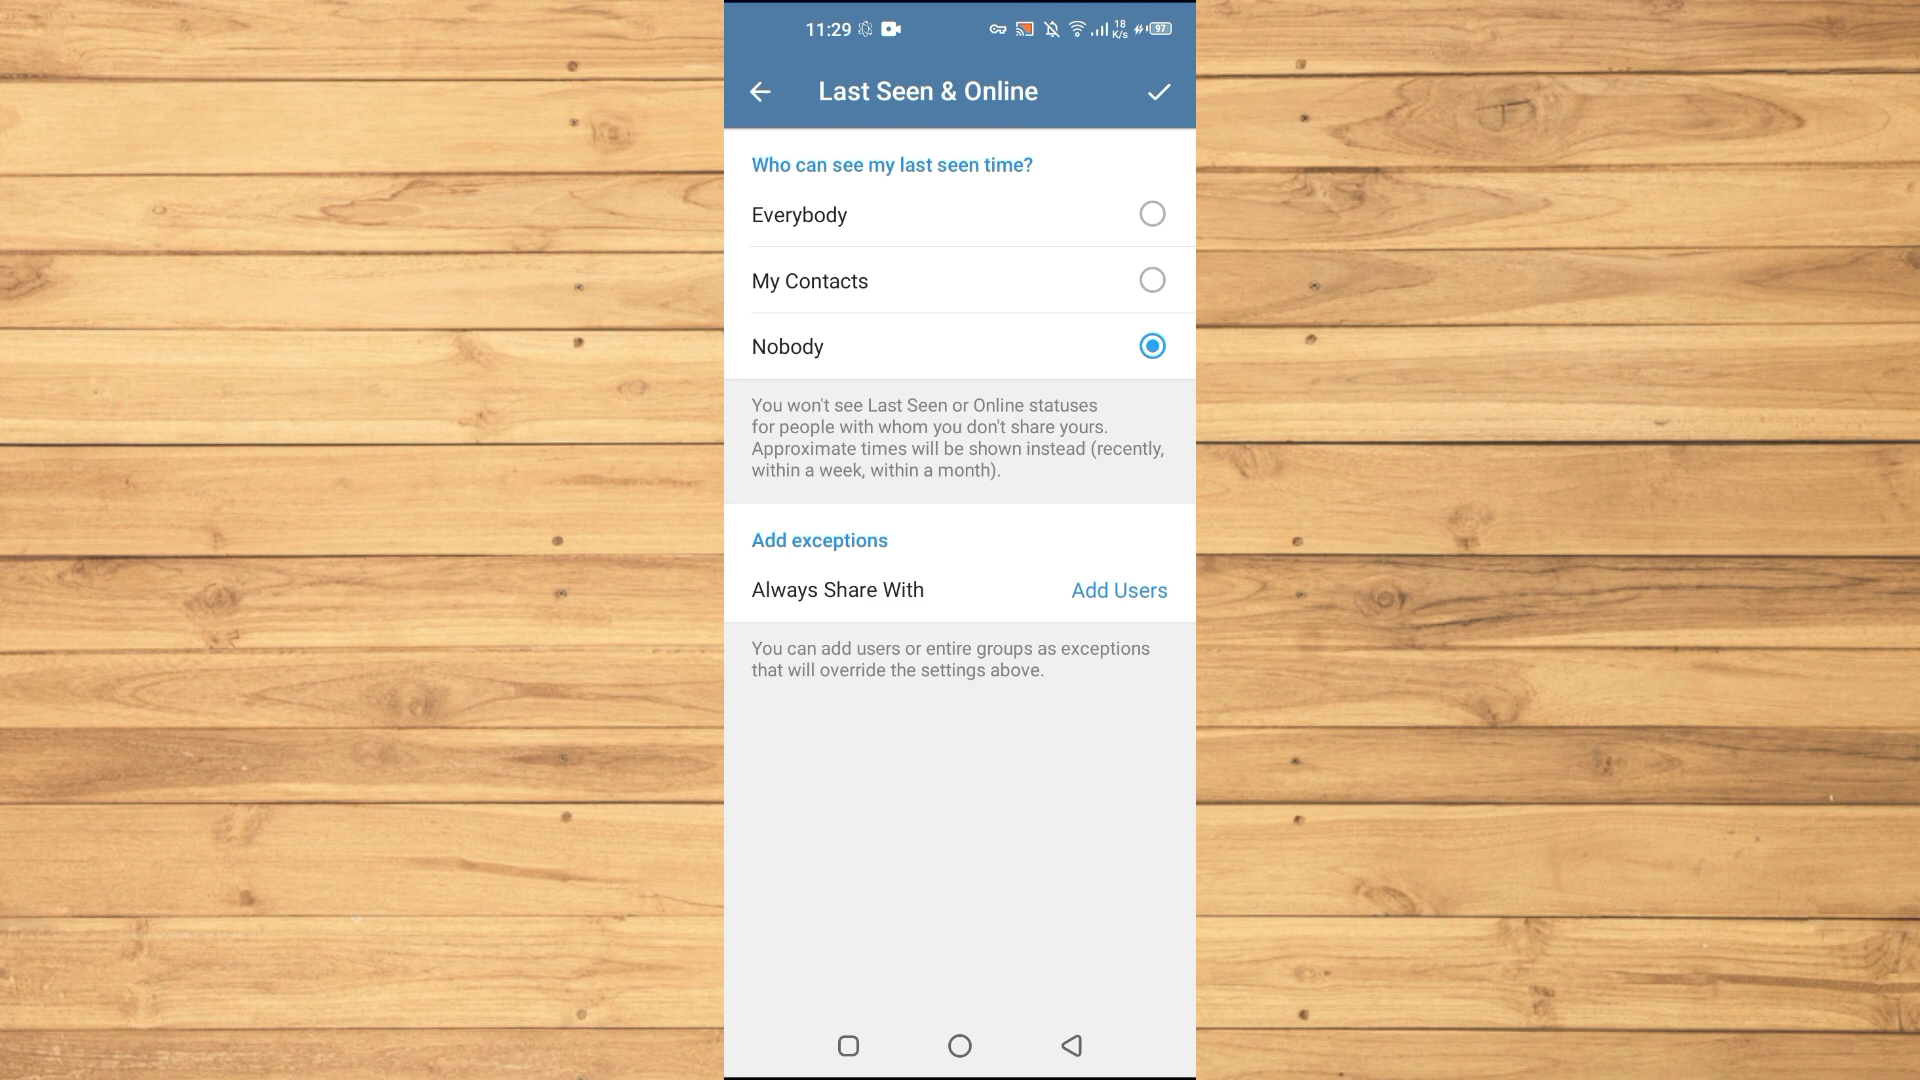 11:29
18
K/s
97
Last Seen & Online
Who can see my last seen time?
Everybody
My Contacts
Nobody
You won't see Last Seen or Online statuses
for people with whom you don't share yours.
Approximate times will be shown instead (recently,
within a week, within a month).
Add exceptions
Always Share With
Add Users
You can add users or entire groups as exceptions
that will override the settings above.